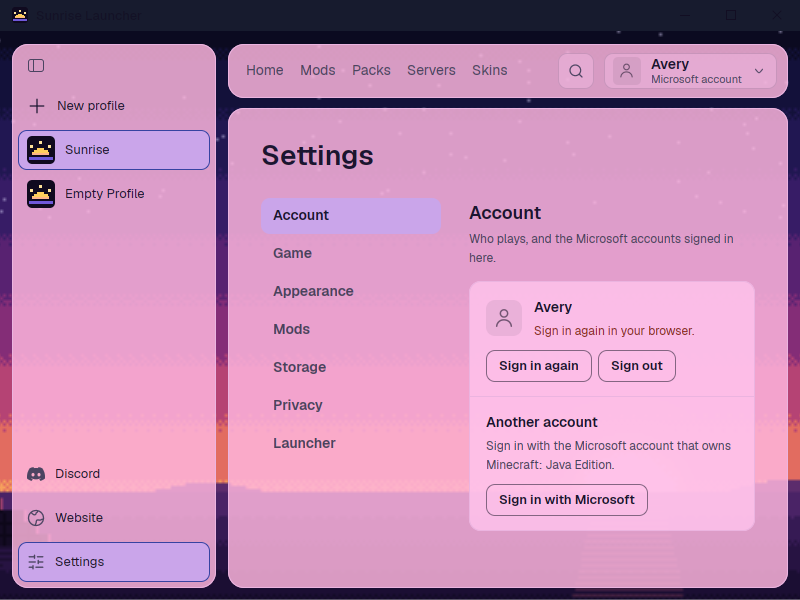 Sunrise Launcher
New profile
Sunrise
Empty Profile
Discord
Website
Settings
Home Mods Packs Servers Skins
Avery
Microsoft account
Settings
Account
Game
Appearance
Mods
Storage
Privacy
Launcher
Account
Who plays, and the Microsoft accounts signed in
here.
Avery
Sign in again in your browser.
Sign in again Sign out
Another account
Sign in with the Microsoft account that owns
Minecraft: Java Edition.
Sign in with Microsoft